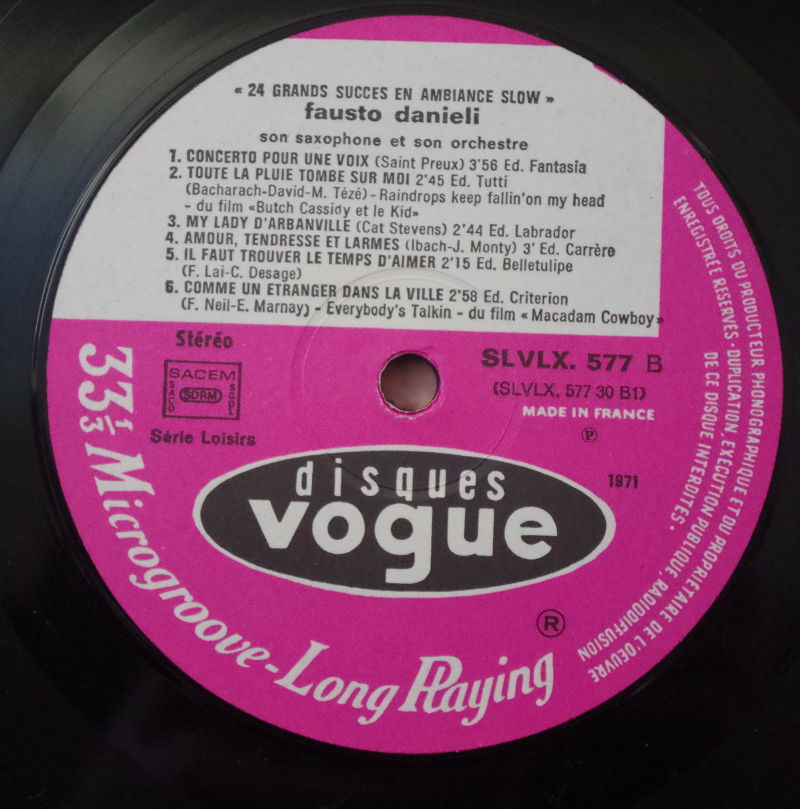 « 24 GRANDS SUCCES EN AMBIANCE SLOW »
fausto danieli
son saxophone et son orchestre
1. CONCERTO POUR UNE VOIX (Saint Preux) 3'56 Ed. Fantasia
2. TOUTE LA PLUIE TOMBE SUR MOI 2'45 Ed. Tutti
(Bacharach-David-M. Tézé) - Raindrops keep fallin'on my head
- du film «Butch Cassidy et le Kid»
3. MY LADY D'ARBANVILLE (Cat Stevens) 2'44 Ed. Labrador
4. AMOUR, TENDRESSE ET LARMES (Ibach-J. Monty) 3' Ed. Carrère
5. IL FAUT TROUVER LE TEMPS D'AIMER 2'15 Ed. Belletulipe
(F. Lai-C. Desage)
6. COMME UN ETRANGER DANS LA VILLE 2'58 Ed. Criterion
(F. Neil-E. Marnay) - Everybody's Talkin - du film « Macadam Cowboy»
Stéréo
SACEM
SACD SDRM SGDL
Série Loisirs
SLVLX. 577 B
(SLVLX. 577 30 B1)
MADE IN FRANCE
℗
1971
disques
vogue
®
33 1/3 Microgroove - Long Playing
TOUS DROITS DU PRODUCTEUR PHONOGRAPHIQUE ET DU PROPRIETAIRE DE L'OEUVRE
ENREGISTRÉE RESERVÉS - DUPLICATION, EXÉCUTION PUBLIQUE, RADIODIFFUSION
DE CE DISQUE INTERDITES.